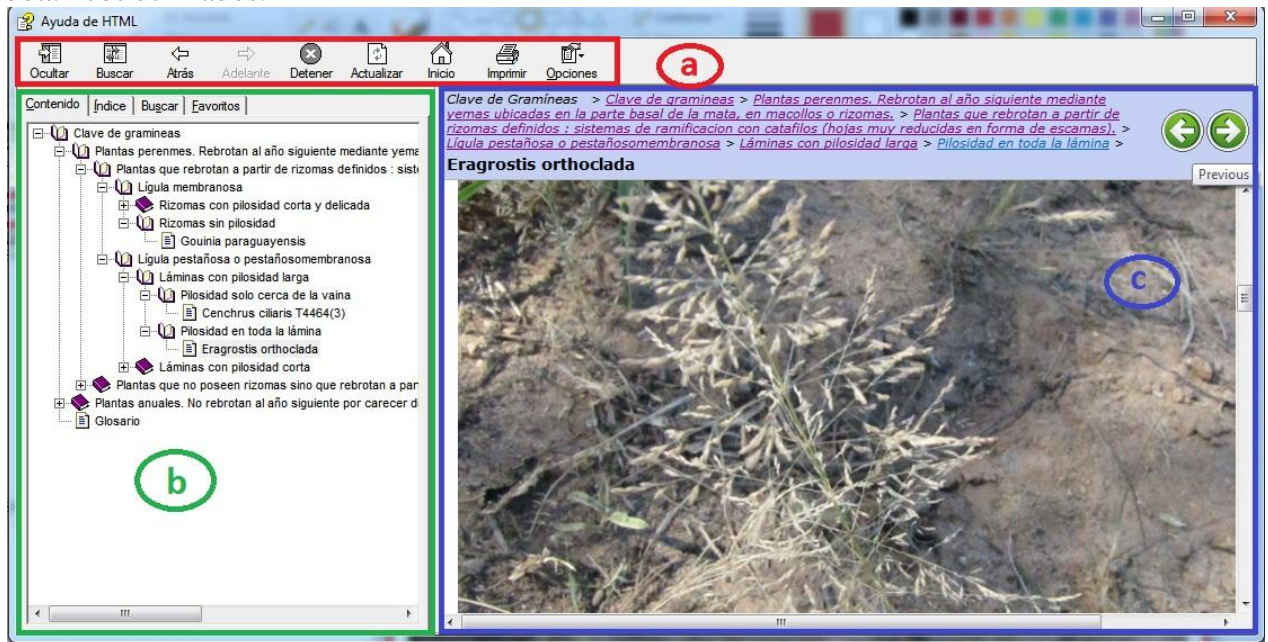 Ayuda de HTML
Ocultar Buscar Atrás Adelante Detener Actualizar Inicio Imprimir Opciones
a
Contenido Índice Buscar Favoritos
Clave de gramineas
Plantas perenmes. Rebrotan al año siguiente mediante yema
Plantas que rebrotan a partir de rizomas definidos : siste
Lígula membranosa
Rizomas con pilosidad corta y delicada
Rizomas sin pilosidad
Gouinia paraguayensis
Lígula pestañosa o pestañosomembranosa
Láminas con pilosidad larga
Pilosidad solo cerca de la vaina
Cenchrus ciliaris T4464(3)
Pilosidad en toda la lámina
Eragrostis orthoclada
Láminas con pilosidad corta
Plantas que no poseen rizomas sino que rebrotan a par
Plantas anuales. No rebrotan al año siguiente por carecer d
Glosario
b
Clave de Gramíneas > Clave de gramineas > Plantas perenmes. Rebrotan al año siguiente mediante
yemas ubicadas en la parte basal de la mata, en macollos o rizomas. > Plantas que rebrotan a partir de
rizomas definidos : sistemas de ramificacion con catafilos (hojas muy reducidas en forma de escamas). >
Lígula pestañosa o pestañosomembranosa > Láminas con pilosidad larga > Pilosidad en toda la lámina >
Eragrostis orthoclada
Previous
c